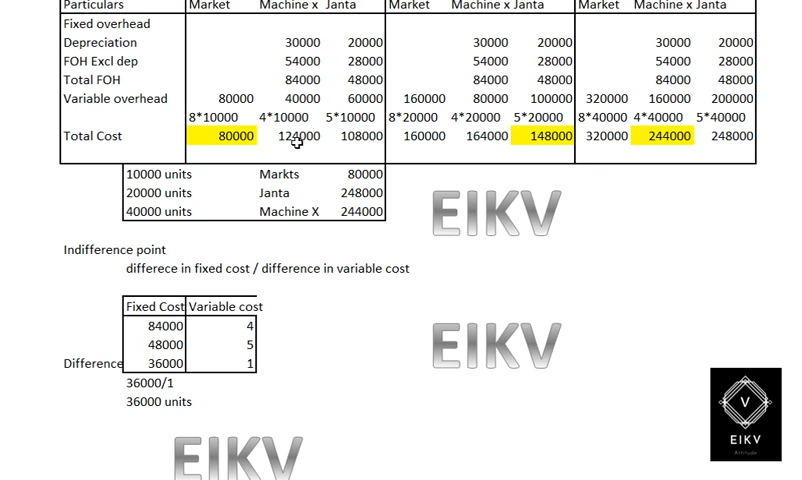 Particulars Market Machine x Janta Market Machine x Janta Market Machine x Janta
Fixed overhead
Depreciation 30000 20000 30000 20000 30000 20000
FOH Excl dep 54000 28000 54000 28000 54000 28000
Total FOH 84000 48000 84000 48000 84000 48000
Variable overhead 80000 40000 60000 160000 80000 100000 320000 160000 200000
8*10000 4*10000 5*10000 8*20000 4*20000 5*20000 8*40000 4*40000 5*40000
Total Cost 80000 124000 108000 160000 164000 148000 320000 244000 248000
10000 units Markts 80000
20000 units Janta 248000
40000 units Machine X 244000
EIKV
Indifference point
differece in fixed cost / difference in variable cost
Fixed Cost Variable cost
84000 4
48000 5
Difference 36000 1
36000/1
36000 units
EIKV
V
EIKV
Attitude
EIKV